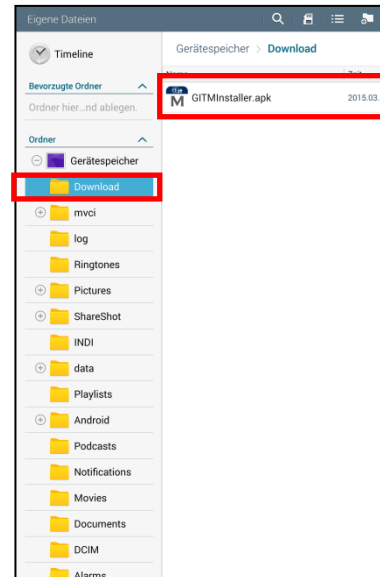 Eigene Dateien
Timeline
Bevorzugte Ordner
Ordner hier...nd ablegen.
Ordner
Gerätespeicher
Download
mvci
log
Ringtones
Pictures
ShareShot
INDI
data
Playlists
Android
Podcasts
Notifications
Movies
Documents
DCIM
Alarms
Gerätespeicher > Download
Name
GITMInstaller.apk
2015.03.